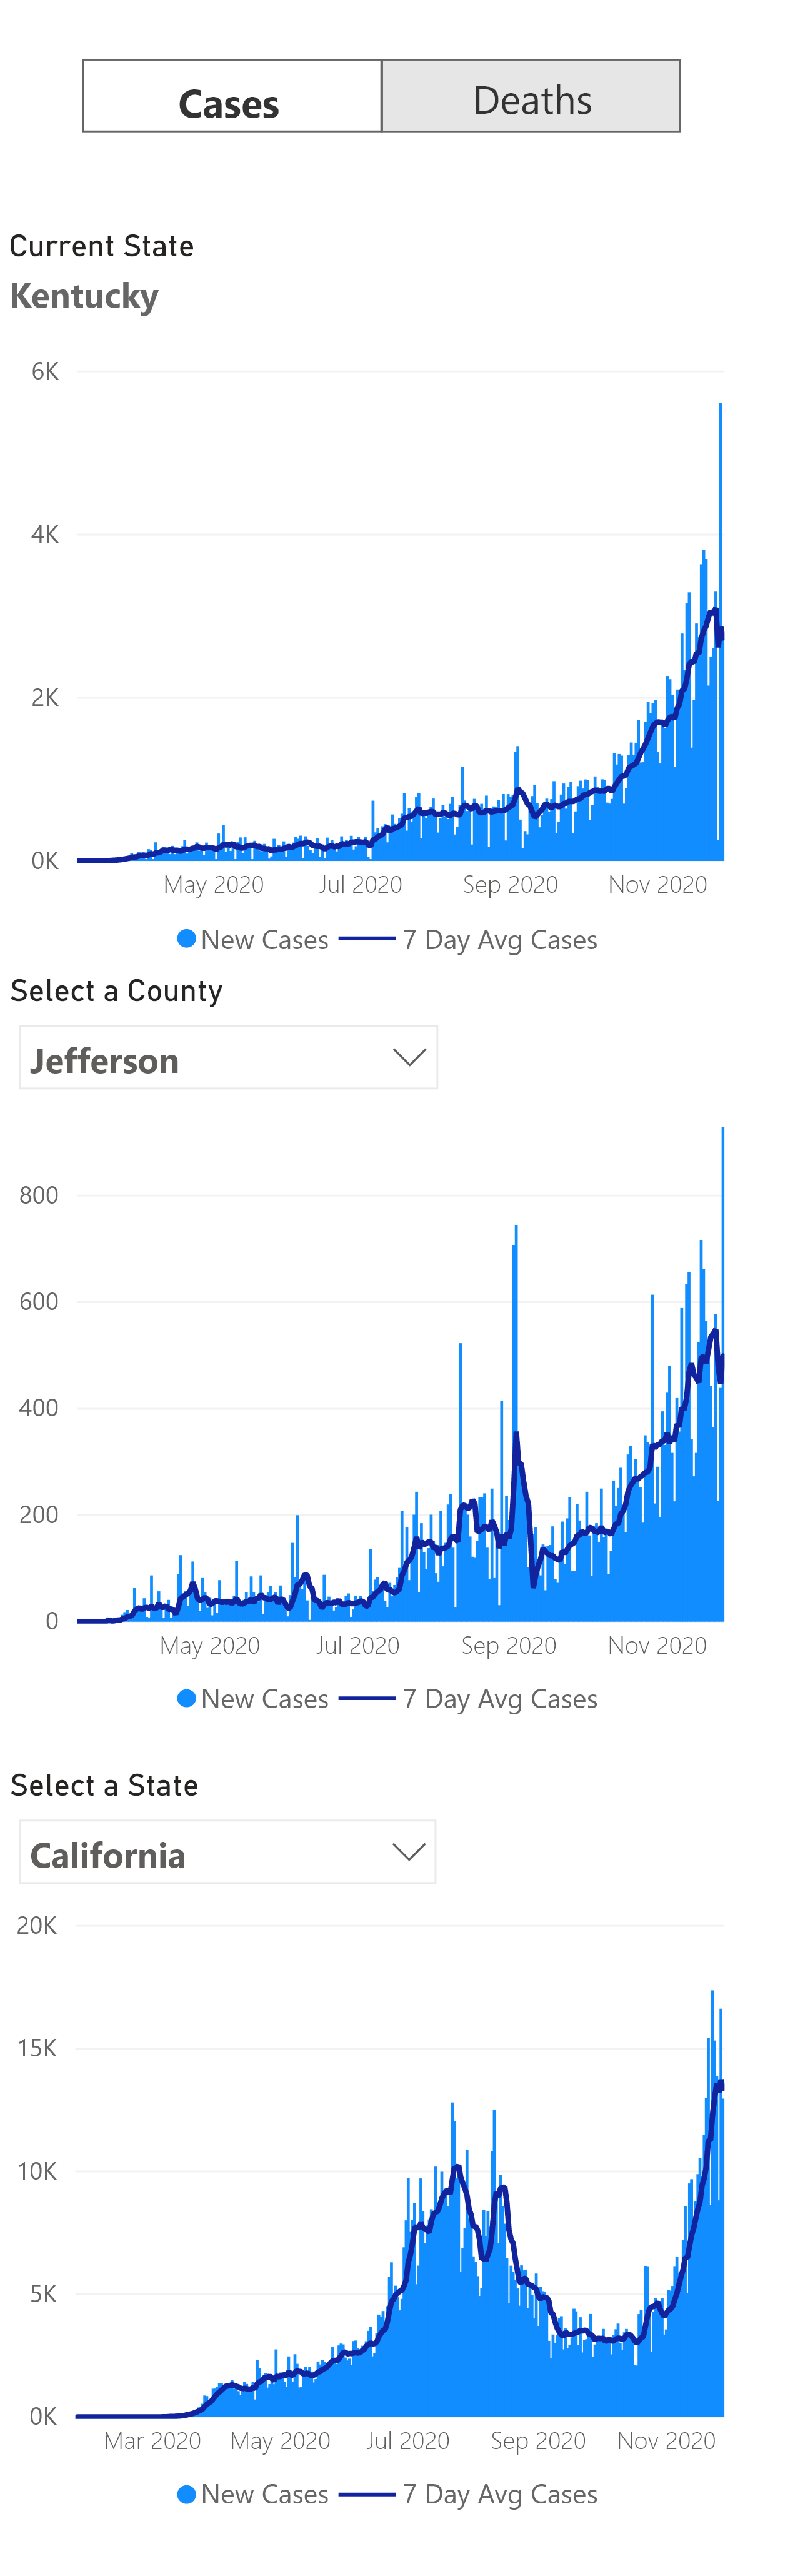 Cases Deaths
Current State
Kentucky
6K
4K
2K
0K
May 2020 Jul 2020 Sep 2020 Nov 2020
New Cases 7 Day Avg Cases
Select a County
Jefferson
800
600
400
200
0
May 2020 Jul 2020 Sep 2020 Nov 2020
New Cases 7 Day Avg Cases
Select a State
California
20K
15K
10K
5K
0K
Mar 2020 May 2020 Jul 2020 Sep 2020 Nov 2020
New Cases 7 Day Avg Cases